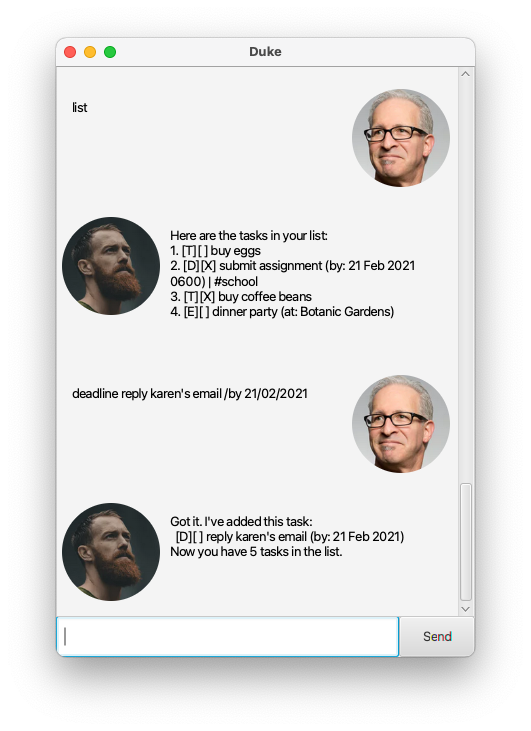 Duke
list
Here are the tasks in your list:
1. [T][ ] buy eggs
2. [D][X] submit assignment (by: 21 Feb 2021
0600) | #school
3. [T][X] buy coffee beans
4. [E][ ] dinner party (at: Botanic Gardens)
deadline reply karen's email /by 21/02/2021
Got it. I've added this task:
[D][ ] reply karen's email (by: 21 Feb 2021)
Now you have 5 tasks in the list.
Send